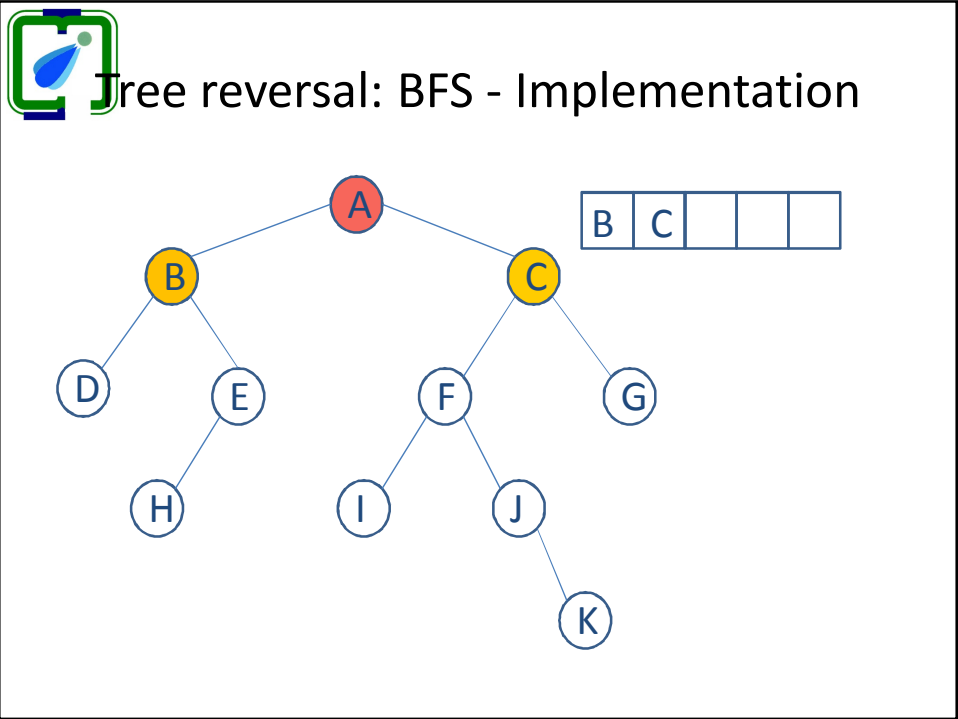 Tree reversal: BFS - Implementation
A
B C
B C
D E F G
H I J
K